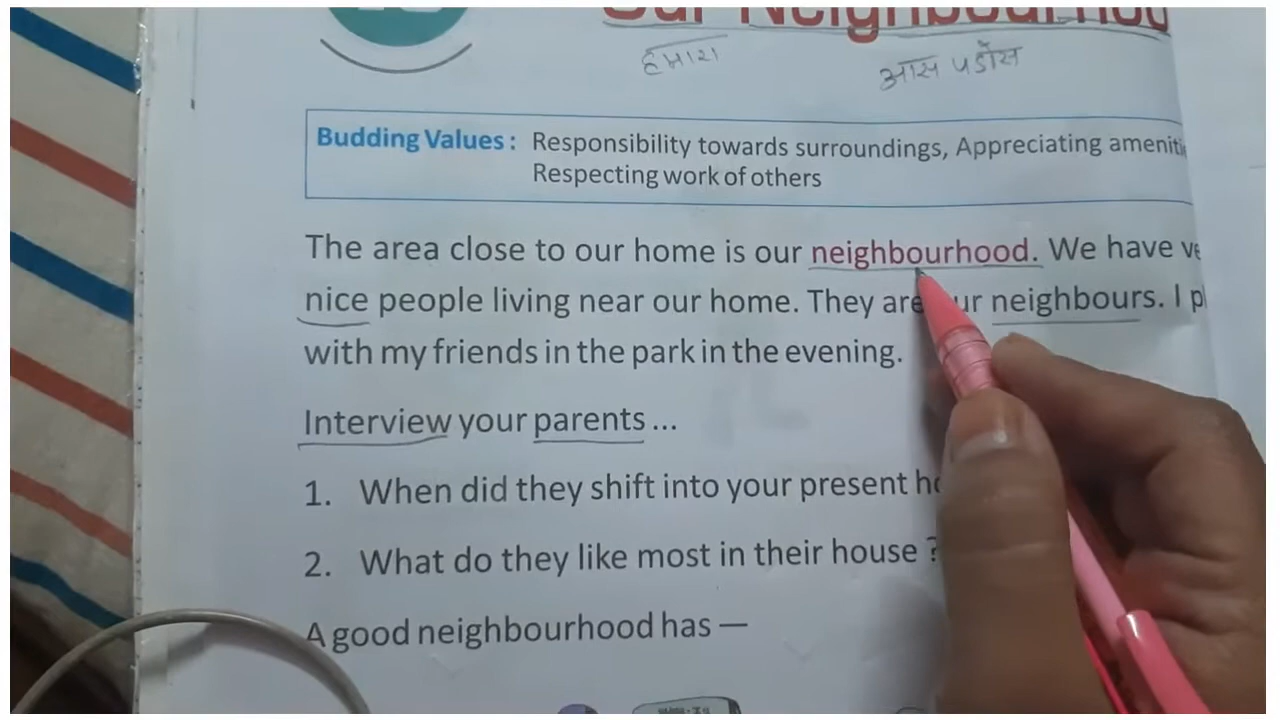 Our Neighbourhood
हमारा
आस पडोस
Budding Values : Responsibility towards surroundings, Appreciating ameniti
Respecting work of others
The area close to our home is our neighbourhood. We have ve
nice people living near our home. They are ur neighbours. I p
with my friends in the park in the evening.
Interview your parents ...
1. When did they shift into your present ho
2. What do they like most in their house ?
A good neighbourhood has —